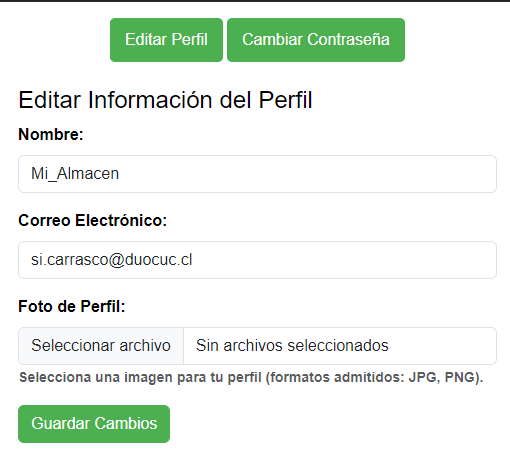 Editar Perfil Cambiar Contraseña
Editar Información del Perfil
Nombre:
Mi_Almacen
Correo Electrónico:
si.carrasco@duocuc.cl
Foto de Perfil:
Seleccionar archivo Sin archivos seleccionados
Selecciona una imagen para tu perfil (formatos admitidos: JPG, PNG).
Guardar Cambios